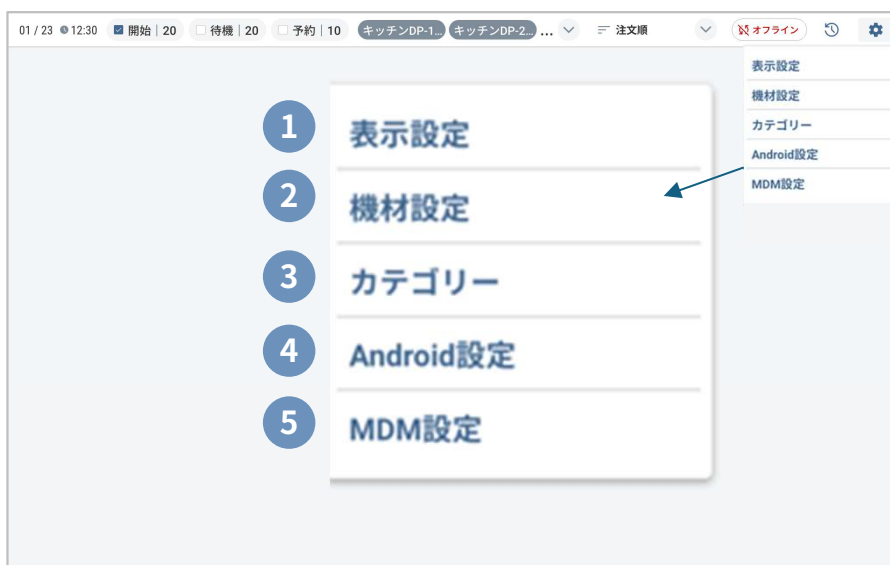 01 / 23 12:30 開始 | 20 待機 | 20 予約 | 10 キッチンDP-1... キッチンDP-2... ... 注文順 オフライン
表示設定
機材設定
カテゴリー
Android設定
MDM設定
1 表示設定
2 機材設定
3 カテゴリー
4 Android設定
5 MDM設定